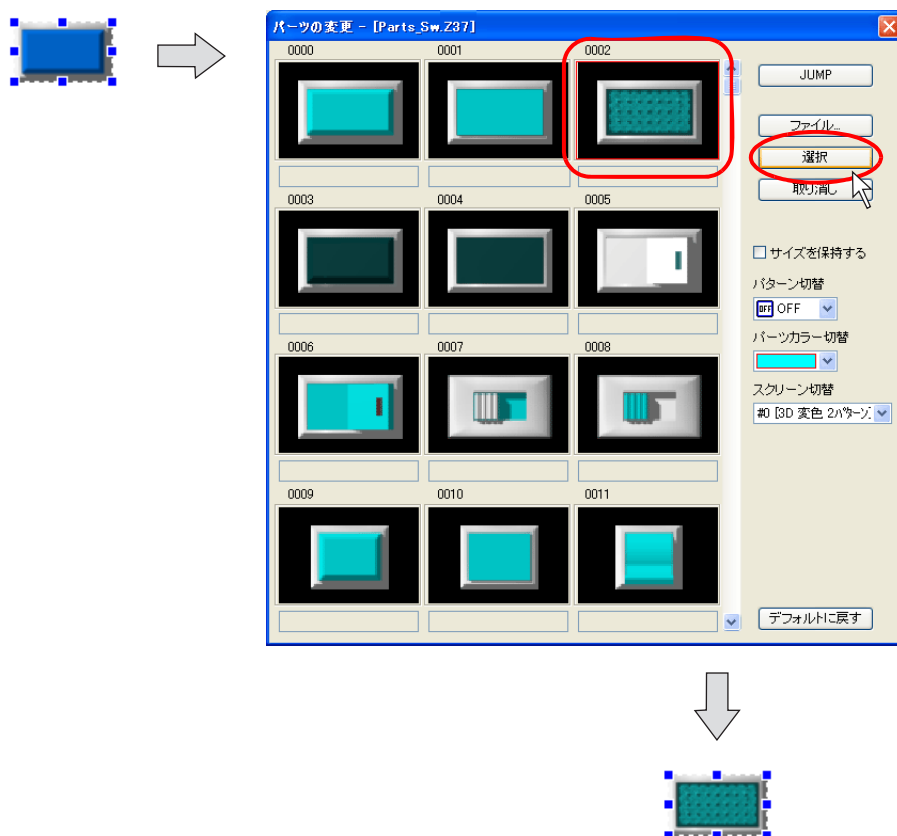 パーツの変更 - [Parts_Sw.Z37]
0000 0001 0002
JUMP
ファイル...
選択
取り消し
0003 0004 0005
サイズを保持する
パターン切替
OFF OFF
パーツカラー切替
0006 0007 0008
スクリーン切替
#0 [3D 変色 2パターン]
0009 0010 0011
デフォルトに戻す